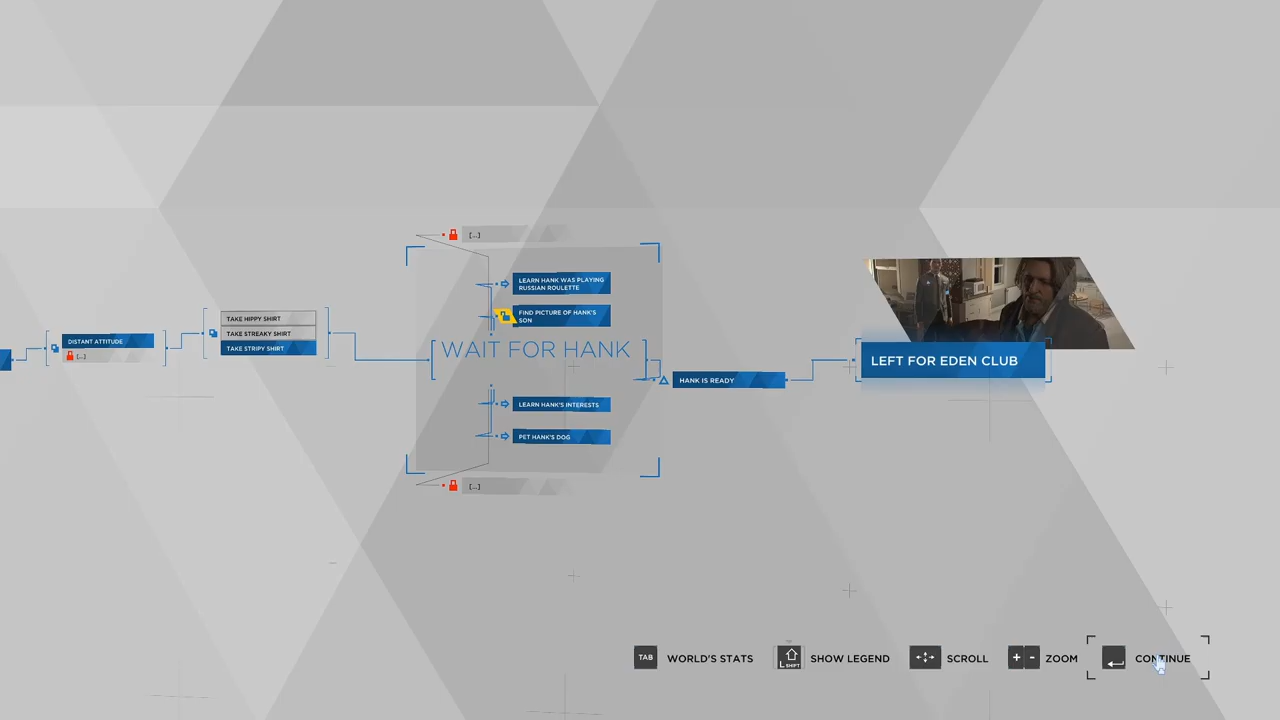 [...]
LEARN HANK WAS PLAYING
RUSSIAN ROULETTE
FIND PICTURE OF HANK'S
SON
TAKE HIPPY SHIRT
TAKE STREAKY SHIRT
TAKE STRIPY SHIRT
DISTANT ATTITUDE
[...]
WAIT FOR HANK
HANK IS READY
LEFT FOR EDEN CLUB
LEARN HANK'S INTERESTS
PET HANK'S DOG
[...]
TAB WORLD'S STATS
L SHIFT SHOW LEGEND
SCROLL
+ - ZOOM
CONTINUE